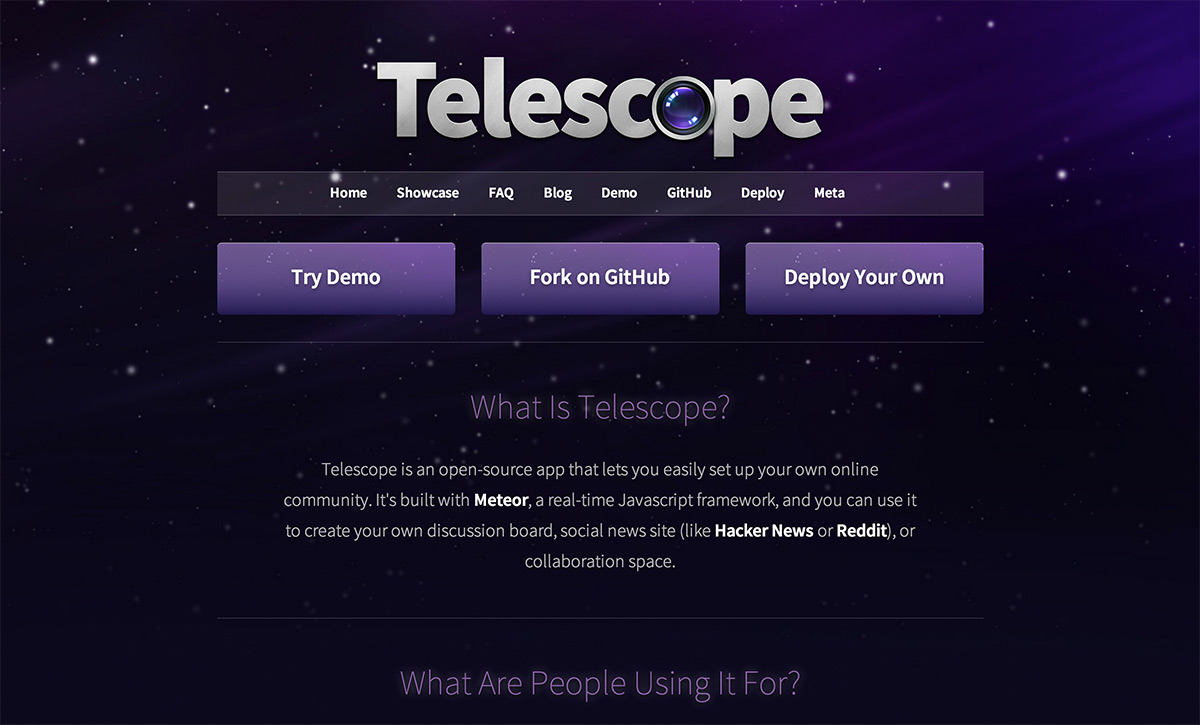 Telescope
Home Showcase FAQ Blog Demo GitHub Deploy Meta
Try Demo Fork on GitHub Deploy Your Own
What Is Telescope?
Telescope is an open-source app that lets you easily set up your own online
community. It's built with Meteor, a real-time Javascript framework, and you can use it
to create your own discussion board, social news site (like Hacker News or Reddit), or
collaboration space.
What Are People Using It For?